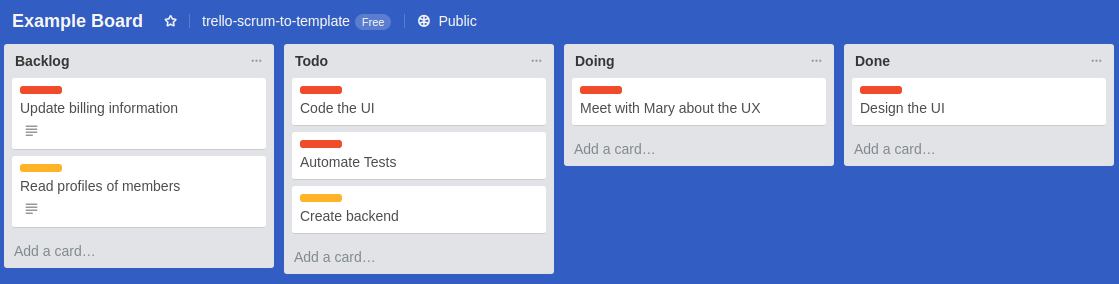 Example Board
trello-scrum-to-template Free
Public
Backlog
Update billing information
Read profiles of members
Add a card…
Todo
Code the UI
Automate Tests
Create backend
Add a card…
Doing
Meet with Mary about the UX
Add a card…
Done
Design the UI
Add a card…